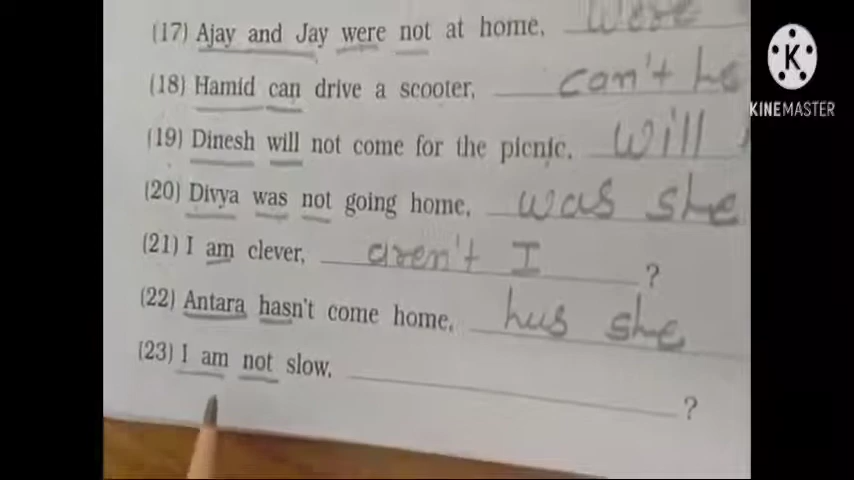 (17) Ajay and Jay were not at home, were
(18) Hamid can drive a scooter, can't he
(19) Dinesh will not come for the picnic, will
(20) Divya was not going home, was she
(21) I am clever, aren't I ?
(22) Antara hasn't come home, hus she
(23) I am not slow, ?
K
KINEMASTER